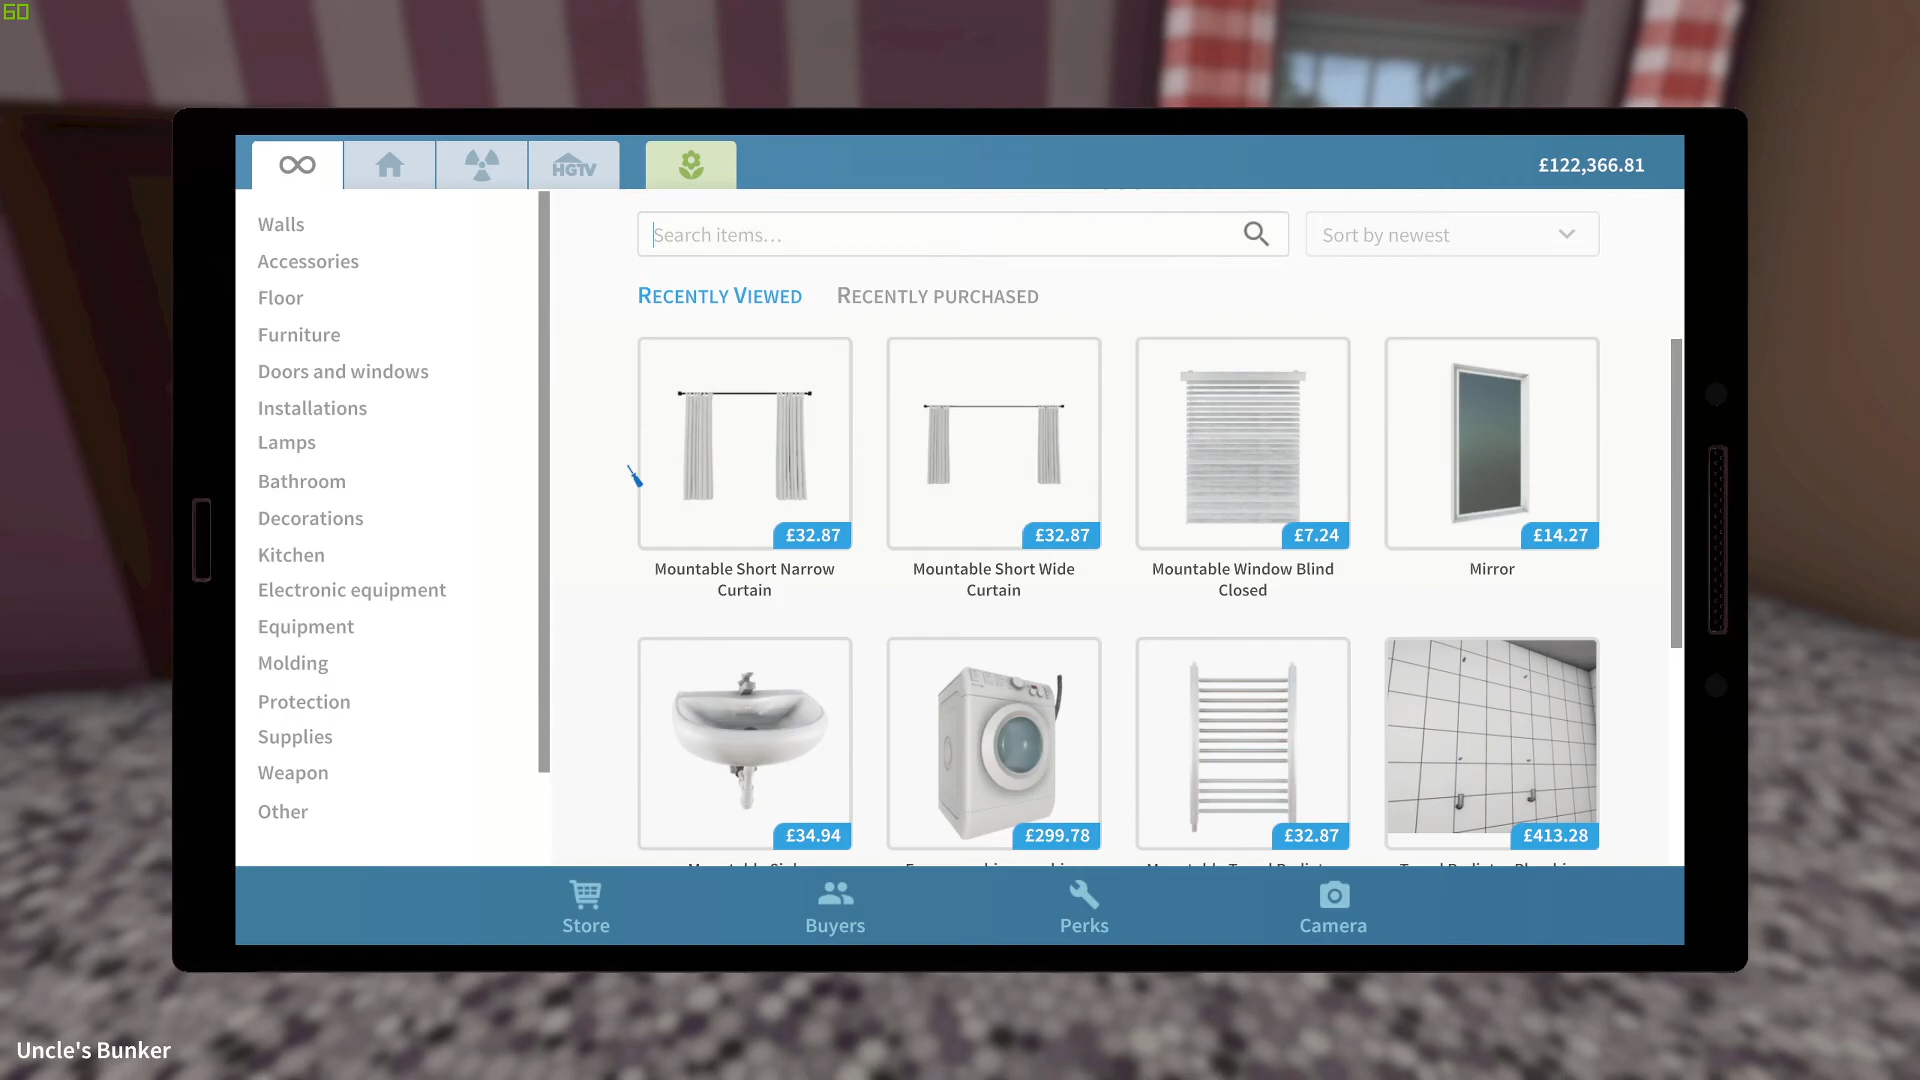 60
HGTV
£122,366.81
Search items...
Sort by newest
Walls
Accessories
Floor
Furniture
Doors and windows
Installations
Lamps
Bathroom
Decorations
Kitchen
Electronic equipment
Equipment
Molding
Protection
Supplies
Weapon
Other
RECENTLY VIEWED
RECENTLY PURCHASED
£32.87
Mountable Short Narrow
Curtain
£32.87
Mountable Short Wide
Curtain
£7.24
Mountable Window Blind
Closed
£14.27
Mirror
£34.94
£299.78
£32.87
£413.28
Store
Buyers
Perks
Camera
Uncle's Bunker